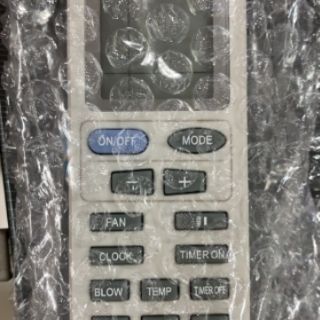 ON/OFF MODE
- +
FAN
CLOCK TIMER ON
BLOW TEMP TIMER OFF